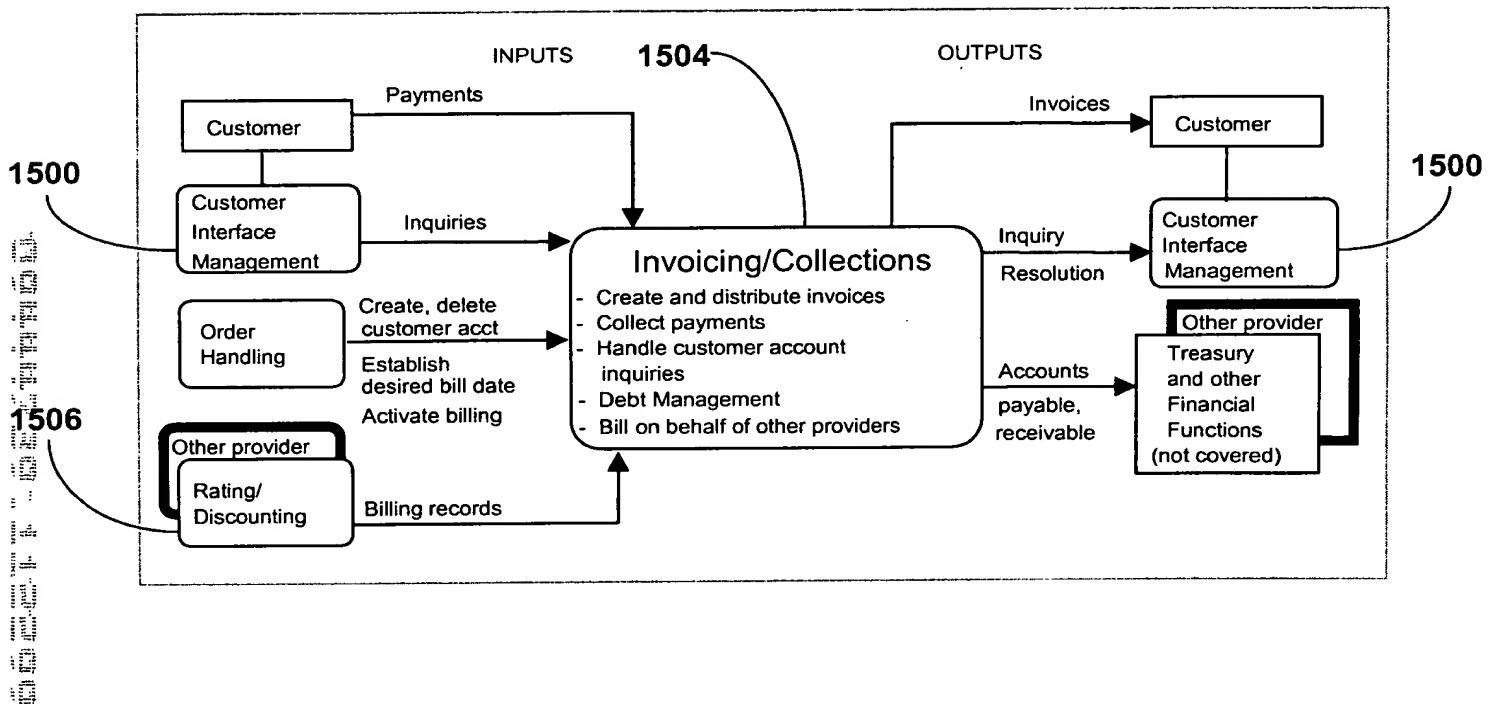 INPUTS
1504
OUTPUTS
Payments
Invoices
Customer
Customer
1500
1500
Customer
Interface
Management
Inquiries
Inquiry
Resolution
Customer
Interface
Management
Invoicing/Collections
- Create and distribute invoices
- Collect payments
- Handle customer account
inquiries
- Debt Management
- Bill on behalf of other providers
Order
Handling
Create, delete
customer acct
Establish
desired bill date
Activate billing
Accounts
payable,
receivable
Other provider
Treasury
and other
Financial
Functions
(not covered)
1506
Other provider
Rating/
Discounting
Billing records